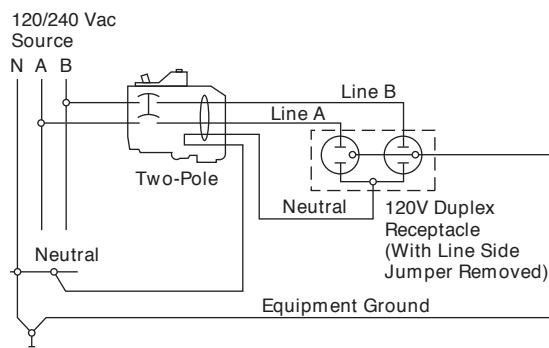 120/240 Vac
Source
N A B
Line B
Line A
Two-Pole
Neutral
120V Duplex
Receptacle
(With Line Side
Jumper Removed)
Neutral
Equipment Ground